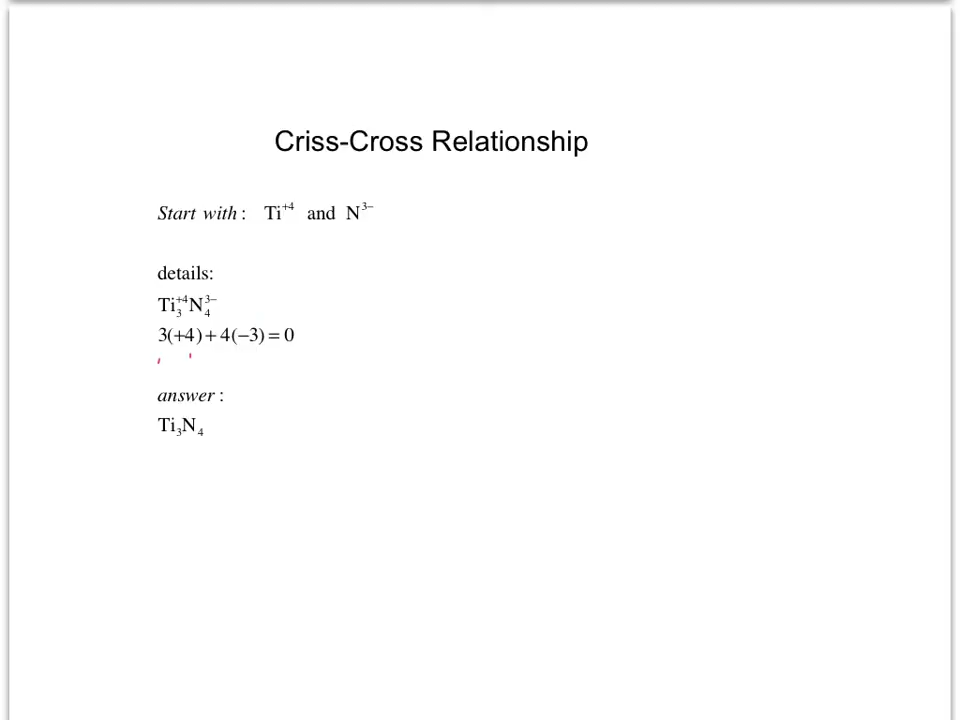 Criss-Cross Relationship
Start with : Ti⁺⁴ and N³⁻
details:
Ti₃⁺⁴N₄³⁻
3(+4)+4(−3)=0
answer :
Ti₃N₄